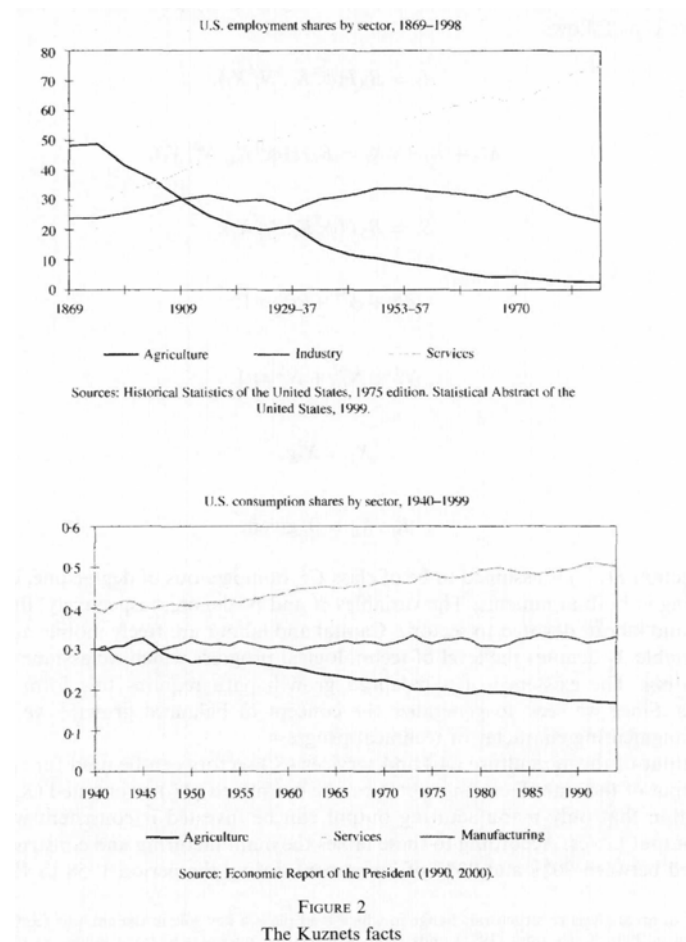 U.S. employment shares by sector, 1869–1998
80
70
60
50
40
30
20
10
0
1869 1909 1929–37 1953–57 1970
Agriculture Industry Services
Sources: Historical Statistics of the United States, 1975 edition. Statistical Abstract of the
United States, 1999.
U.S. consumption shares by sector, 1940–1999
0·6
0·5
0·4
0·3
0·2
0·1
0
1940 1945 1950 1955 1960 1965 1970 1975 1980 1985 1990
Agriculture Services Manufacturing
Source: Economic Report of the President (1990, 2000).
FIGURE 2
The Kuznets facts